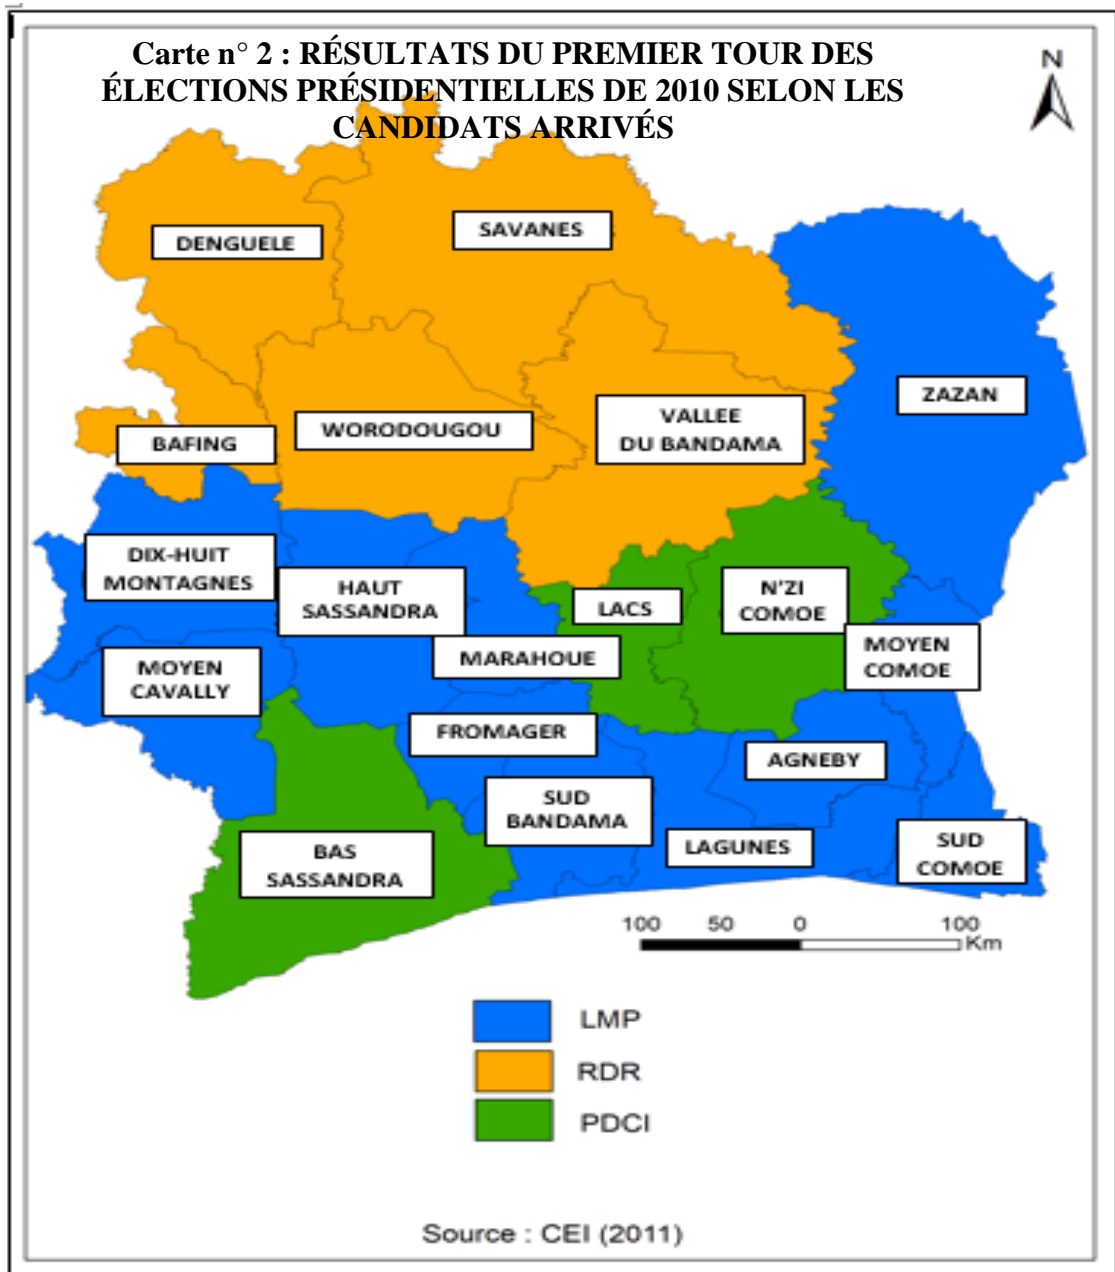 Carte n° 2 : RÉSULTATS DU PREMIER TOUR DES
ÉLECTIONS PRÉSIDENTIELLES DE 2010 SELON LES
CANDIDATS ARRIVÉS
N
DENGUELE
SAVANES
ZAZAN
BAFING
WORODOUGOU
VALLEE
DU BANDAMA
DIX-HUIT
MONTAGNES
HAUT
SASSANDRA
LACS
N'ZI
COMOE
MOYEN
COMOE
MARAHOUE
MOYEN
CAVALLY
FROMAGER
AGNEBY
SUD
BANDAMA
LAGUNES
SUD
COMOE
BAS
SASSANDRA
100 50 0 100
Km
LMP
RDR
PDCI
Source : CEI (2011)